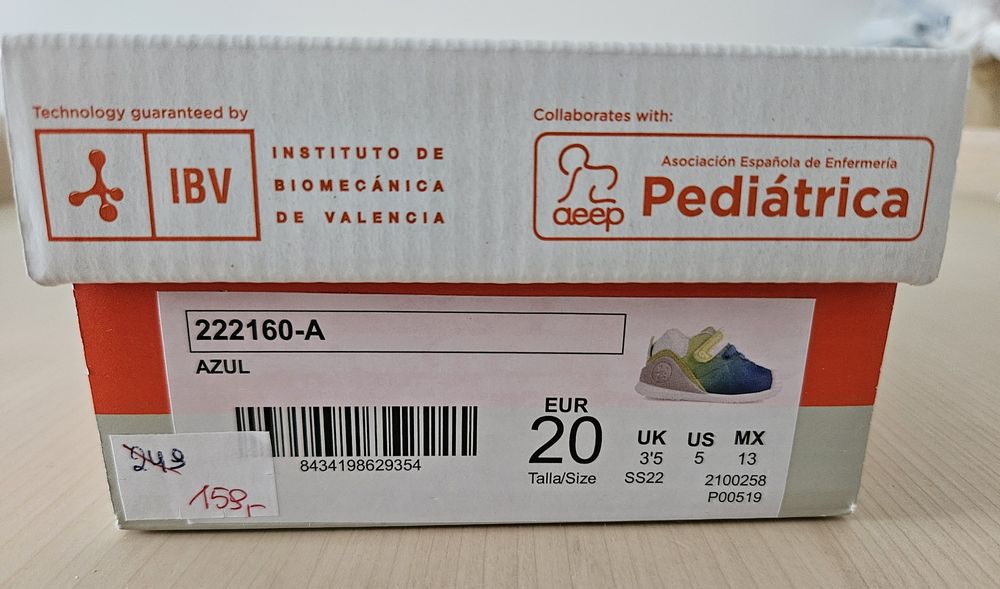 Technology guaranteed by
IBV
INSTITUTO DE
BIOMECÁNICA
DE VALENCIA
Collaborates with:
aeep
Asociación Española de Enfermería
Pediátrica
222160-A
AZUL
8434198629354
EUR
20
Talla/Size
UK US MX
3'5 5 13
SS22 2100258
P00519
249
159,-